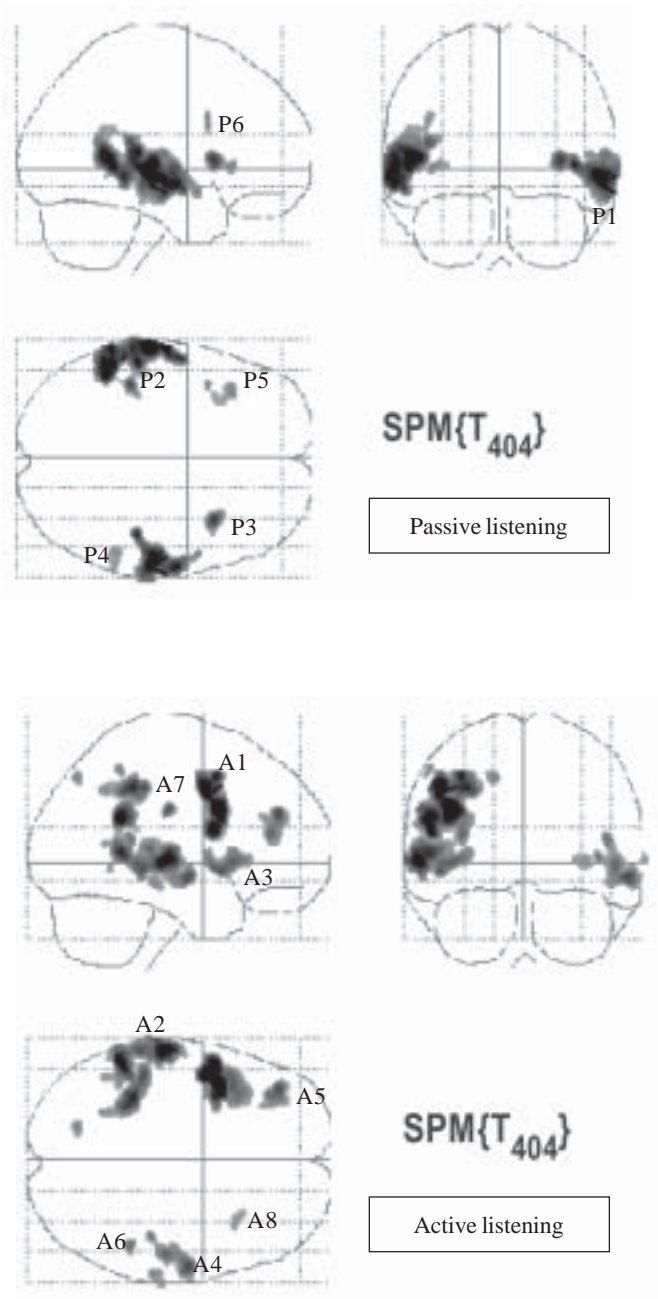 P6
P1
P2
P5
SPM{T404}
P3
Passive listening
P4
A1
A7
A3
A2
A5
SPM{T404}
A8
Active listening
A6
A4